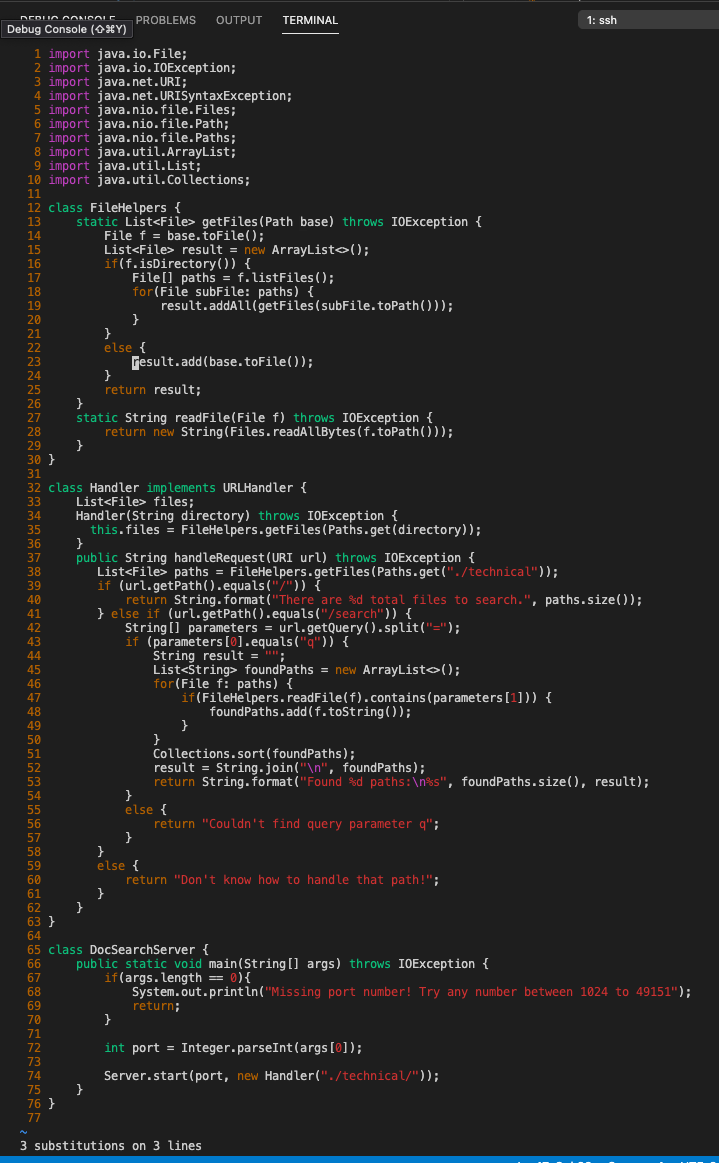 DEBUG CONSOLE PROBLEMS OUTPUT TERMINAL 1: ssh
Debug Console (⇧⌘Y)
1 import java.io.File;
2 import java.io.IOException;
3 import java.net.URI;
4 import java.net.URISyntaxException;
5 import java.nio.file.Files;
6 import java.nio.file.Path;
7 import java.nio.file.Paths;
8 import java.util.ArrayList;
9 import java.util.List;
10 import java.util.Collections;
11
12 class FileHelpers {
13     static List<File> getFiles(Path base) throws IOException {
14         File f = base.toFile();
15         List<File> result = new ArrayList<>();
16         if(f.isDirectory()) {
17             File[] paths = f.listFiles();
18             for(File subFile: paths) {
19                 result.addAll(getFiles(subFile.toPath()));
20             }
21         }
22         else {
23             result.add(base.toFile());
24         }
25         return result;
26     }
27     static String readFile(File f) throws IOException {
28         return new String(Files.readAllBytes(f.toPath()));
29     }
30 }
31
32 class Handler implements URLHandler {
33     List<File> files;
34     Handler(String directory) throws IOException {
35       this.files = FileHelpers.getFiles(Paths.get(directory));
36     }
37     public String handleRequest(URI url) throws IOException {
38        List<File> paths = FileHelpers.getFiles(Paths.get("./technical"));
39        if (url.getPath().equals("/")) {
40            return String.format("There are %d total files to search.", paths.size());
41        } else if (url.getPath().equals("/search")) {
42            String[] parameters = url.getQuery().split("=");
43            if (parameters[0].equals("q")) {
44                String result = "";
45                List<String> foundPaths = new ArrayList<>();
46                for(File f: paths) {
47                    if(FileHelpers.readFile(f).contains(parameters[1])) {
48                        foundPaths.add(f.toString());
49                    }
50                }
51                Collections.sort(foundPaths);
52                result = String.join("\n", foundPaths);
53                return String.format("Found %d paths:\n%s", foundPaths.size(), result);
54            }
55            else {
56                return "Couldn't find query parameter q";
57            }
58        }
59        else {
60            return "Don't know how to handle that path!";
61        }
62     }
63 }
64
65 class DocSearchServer {
66     public static void main(String[] args) throws IOException {
67         if(args.length == 0){
68             System.out.println("Missing port number! Try any number between 1024 to 49151");
69             return;
70         }
71
72         int port = Integer.parseInt(args[0]);
73
74         Server.start(port, new Handler("./technical/"));
75     }
76 }
77
~
3 substitutions on 3 lines